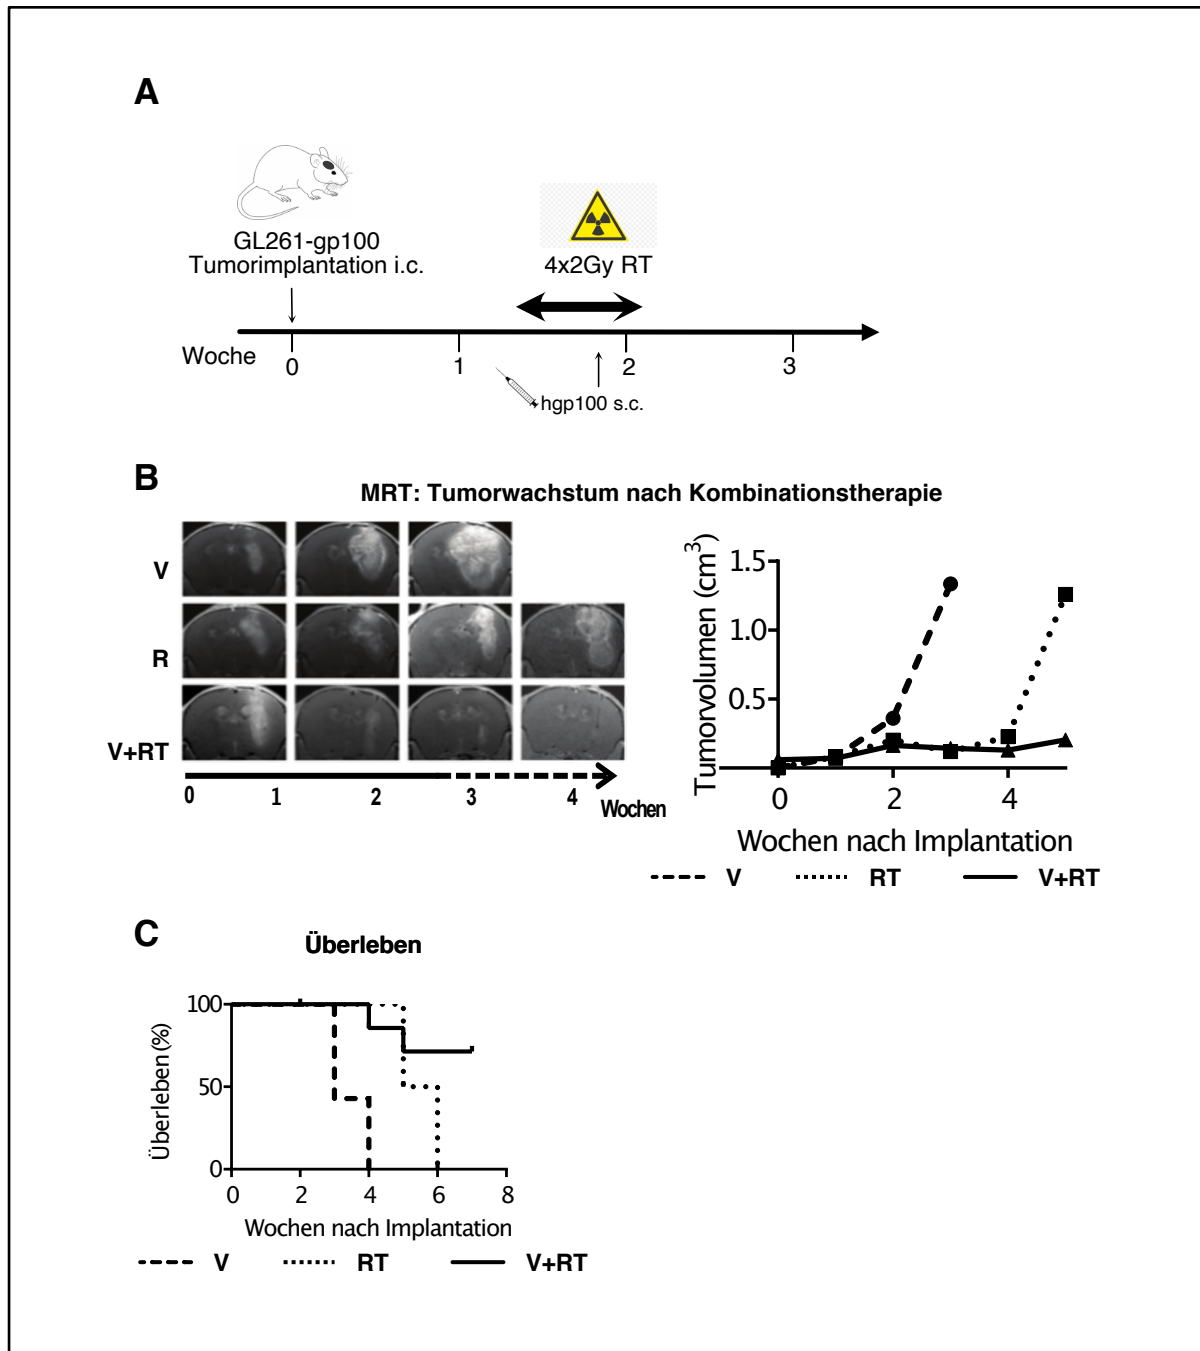 A
GL261-gp100
Tumorimplantation i.c.
4x2Gy RT
Woche
0
1
2
3
hgp100 s.c.
B
MRT: Tumorwachstum nach Kombinationstherapie
V
R
V+RT
0 1 2 3 4
Wochen
Tumorvolumen (cm³)
1.5
1.0
0.5
0 2 4
Wochen nach Implantation
V RT V+RT
C
Überleben
Überleben (%)
100
50
0
0 2 4 6 8
Wochen nach Implantation
V RT V+RT